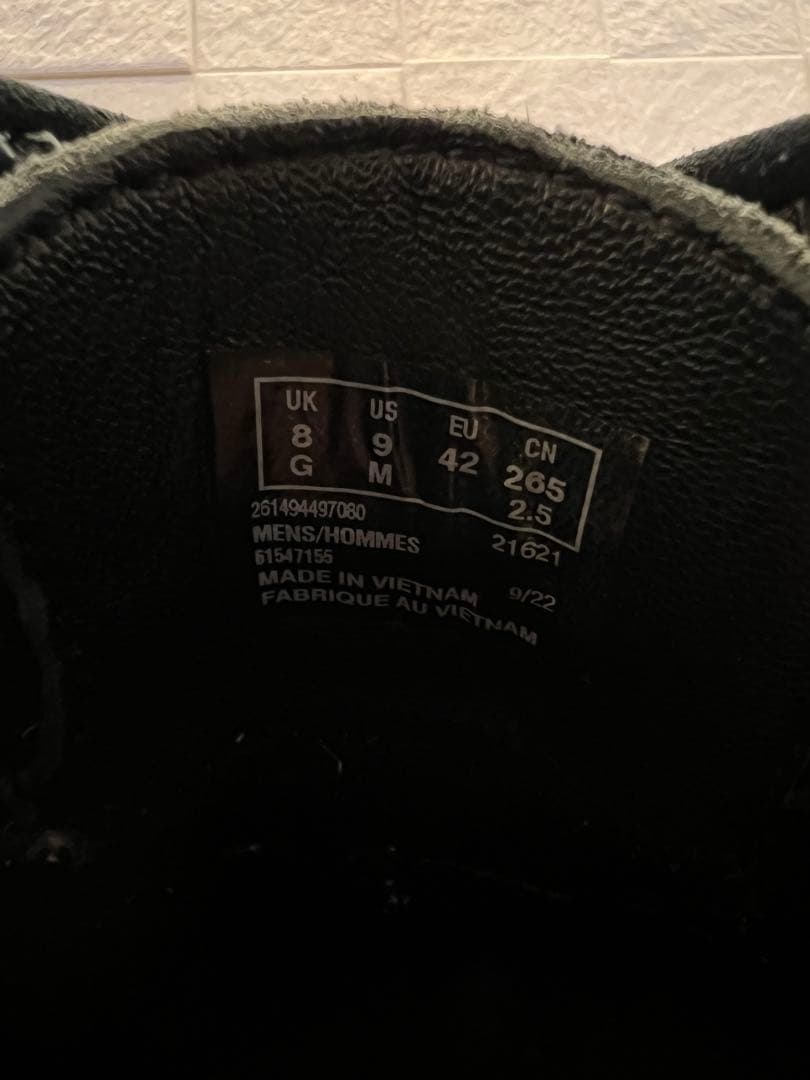 UK US EU CN
8 9 42 265
G M 2.5
261494497080
MENS/HOMMES 21621
61547155
MADE IN VIETNAM 9/22
FABRIQUE AU VIETNAM